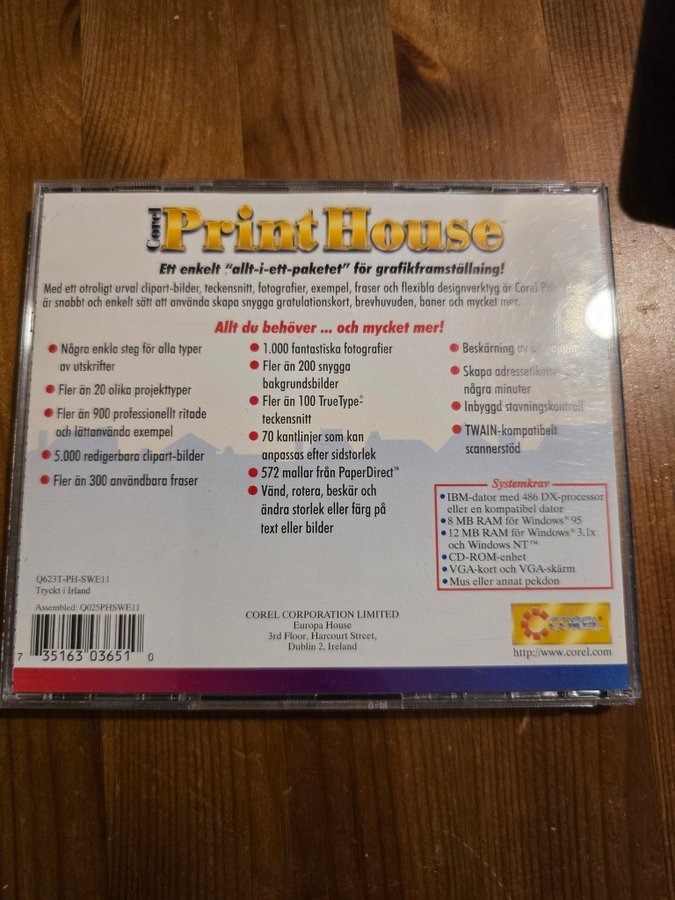 Corel PrintHouse™
Ett enkelt "allt-i-ett-paketet" för grafikframställning!
Med ett otroligt urval clipart-bilder, teckensnitt, fotografier, exempel, fraser och flexibla designverktyg är Corel
är snabbt och enkelt sätt att använda skapa snygga gratulationskort, brevhuvuden, baner och mycket mer.
Allt du behöver ... och mycket mer!
Några enkla steg för alla typer
av utskrifter
Fler än 20 olika projekttyper
Fler än 900 professionellt ritade
och lättanvända exempel
5.000 redigerbara clipart-bilder
Fler än 300 användbara fraser
1.000 fantastiska fotografier
Fler än 200 snygga
bakgrundsbilder
Fler än 100 TrueType®-
teckensnitt
70 kantlinjer som kan
anpassas efter sidstorlek
572 mallar från PaperDirect™
Vänd, rotera, beskär och
ändra storlek eller färg på
text eller bilder
Beskärning av
Skapa adressetiketter
några minuter
Inbyggd stavningskontroll
TWAIN-kompatibelt
scannerstöd
Systemkrav
IBM-dator med 486 DX-processor
eller en kompatibel dator
8 MB RAM för Windows® 95
12 MB RAM för Windows® 3.1x
och Windows NT™
CD-ROM-enhet
VGA-kort och VGA-skärm
Mus eller annat pekdon
Q623T-PH-SWE11
Tryckt i Irland
Assembled: Q025PHSWE11
7 35163 03651 0
COREL CORPORATION LIMITED
Europa House
3rd Floor, Harcourt Street,
Dublin 2, Ireland
COREL®
http://www.corel.com